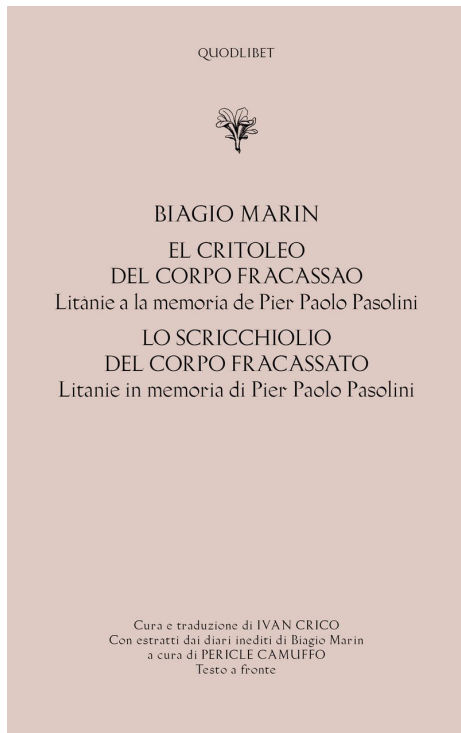 QUODLIBET
BIAGIO MARIN
EL CRITOLEO
DEL CORPO FRACASSAO
Litànie a la memoria de Pier Paolo Pasolini
LO SCRICCHIOLIO
DEL CORPO FRACASSATO
Litanie in memoria di Pier Paolo Pasolini
Cura e traduzione di IVAN CRICO
Con estratti dai diari inediti di Biagio Marin
a cura di PERICLE CAMUFFO
Testo a fronte